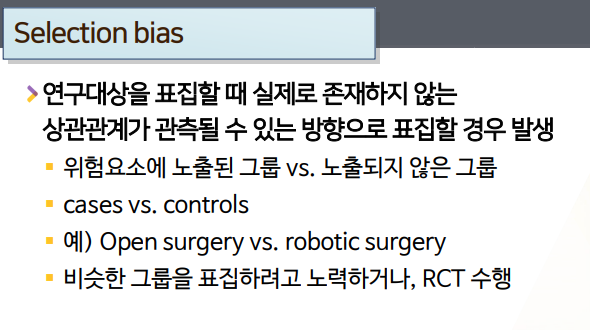 Selection bias
연구대상을 표집할 때 실제로 존재하지 않는
상관관계가 관측될 수 있는 방향으로 표집할 경우 발생
위험요소에 노출된 그룹 vs. 노출되지 않은 그룹
cases vs. controls
예) Open surgery vs. robotic surgery
비슷한 그룹을 표집하려고 노력하거나, RCT 수행